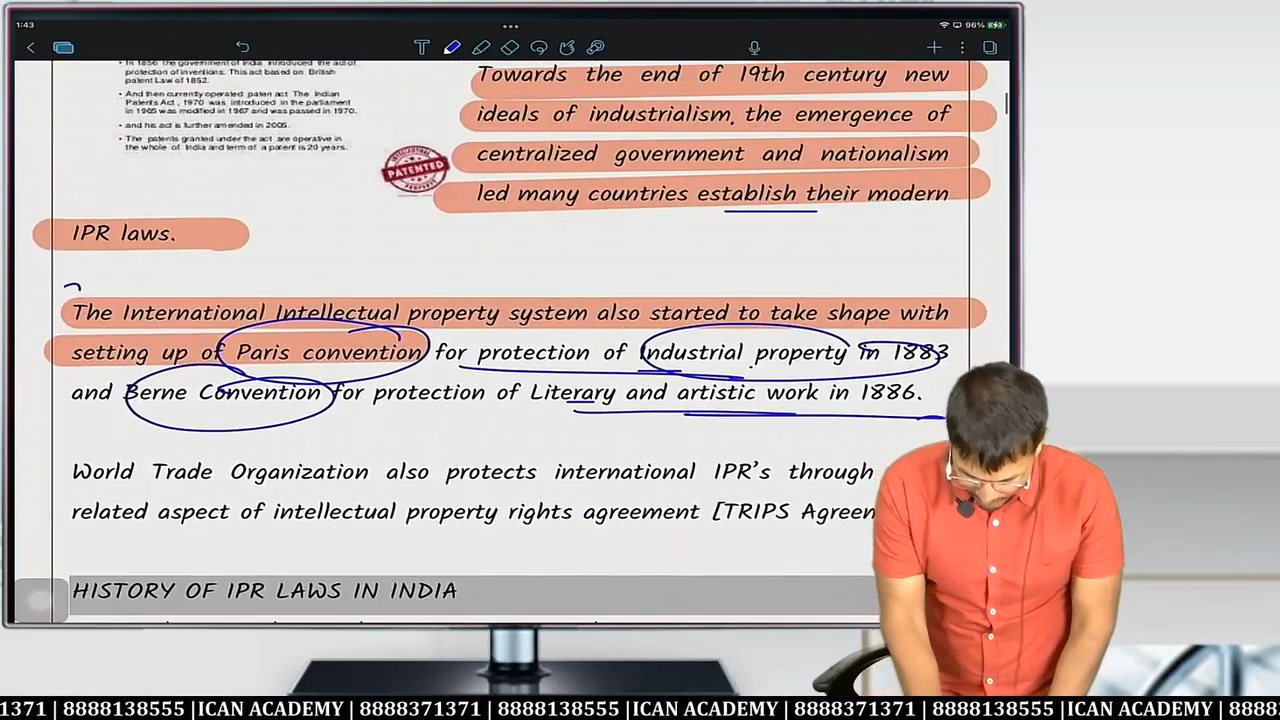 1:43
96%
• In 1856 the government of India introduced the act of
protection of inventions. This act based on British
patent Law of 1852.
• And then currently operated paten act The Indian
Patents Act , 1970 was introduced in the parliament
in 1965 was modified in 1967 and was passed in 1970.
• and his act is further amended in 2005.
• The patents granted under the act are operative in
the whole of India and term of a patent is 20 years.
PATENTED
Towards the end of 19th century new
ideals of industrialism, the emergence of
centralized government and nationalism
led many countries establish their modern
IPR laws.
The International Intellectual property system also started to take shape with
setting up of Paris convention for protection of Industrial property in 1883
and Berne Convention for protection of Literary and artistic work in 1886.
World Trade Organization also protects international IPR's through
related aspect of intellectual property rights agreement [TRIPS Agreen
HISTORY OF IPR LAWS IN INDIA
1371 | 8888138555 |ICAN ACADEMY | 8888371371 | 8888138555 |ICAN ACADEMY | 8888371371 | 8888138555 |ICAN ACADEMY | 8888